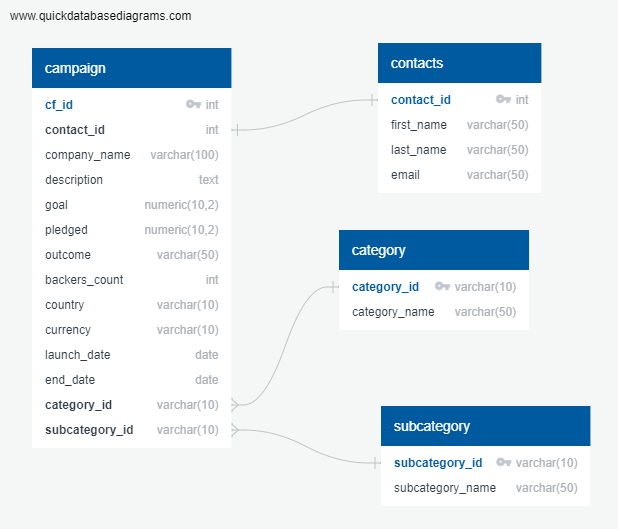 www.quickdatabasediagrams.com
campaign
cf_id int
contact_id int
company_name varchar(100)
description text
goal numeric(10,2)
pledged numeric(10,2)
outcome varchar(50)
backers_count int
country varchar(10)
currency varchar(10)
launch_date date
end_date date
category_id varchar(10)
subcategory_id varchar(10)
contacts
contact_id int
first_name varchar(50)
last_name varchar(50)
email varchar(50)
category
category_id varchar(10)
category_name varchar(50)
subcategory
subcategory_id varchar(10)
subcategory_name varchar(50)